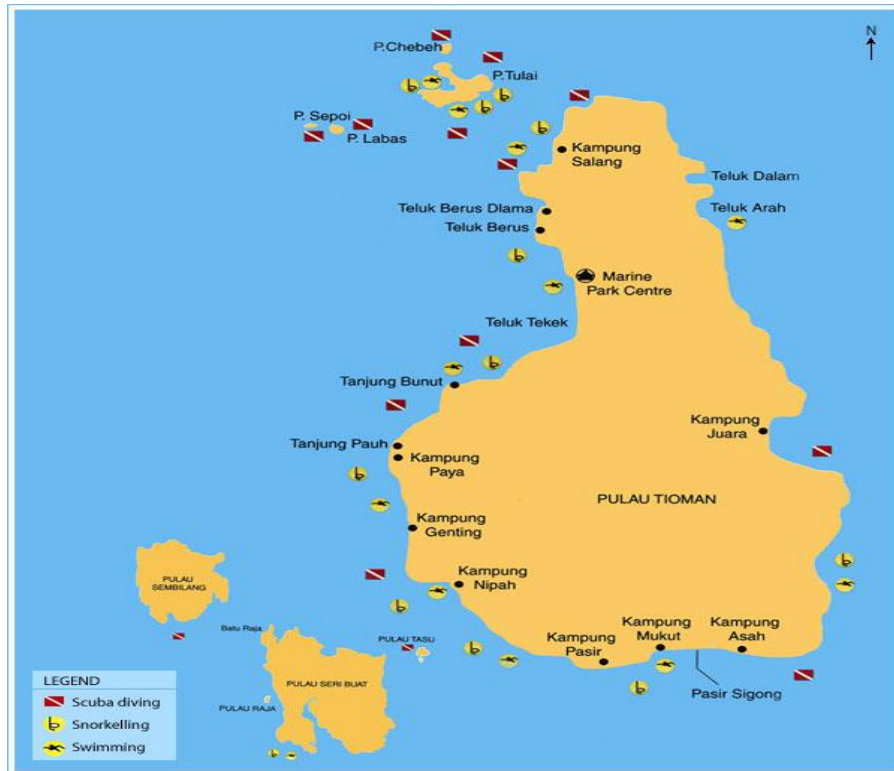 N
P.Chebeh
P.Tulai
P. Sepoi
P. Labas
Kampung
Salang
Teluk Dalam
Teluk Berus Dlama
Teluk Arah
Teluk Berus
Marine
Park Centre
Teluk Tekek
Tanjung Bunut
Kampung
Juara
Tanjung Pauh
Kampung
Paya
PULAU TIOMAN
Kampung
Genting
Kampung
Nipah
PULAU
SEMBILANG
Batu Raja
PULAU TASU
Kampung
Pasir
Kampung
Mukut
Kampung
Asah
PULAU SERI BUAT
Pasir Sigong
PULAU RAJA
LEGEND
Scuba diving
Snorkelling
Swimming